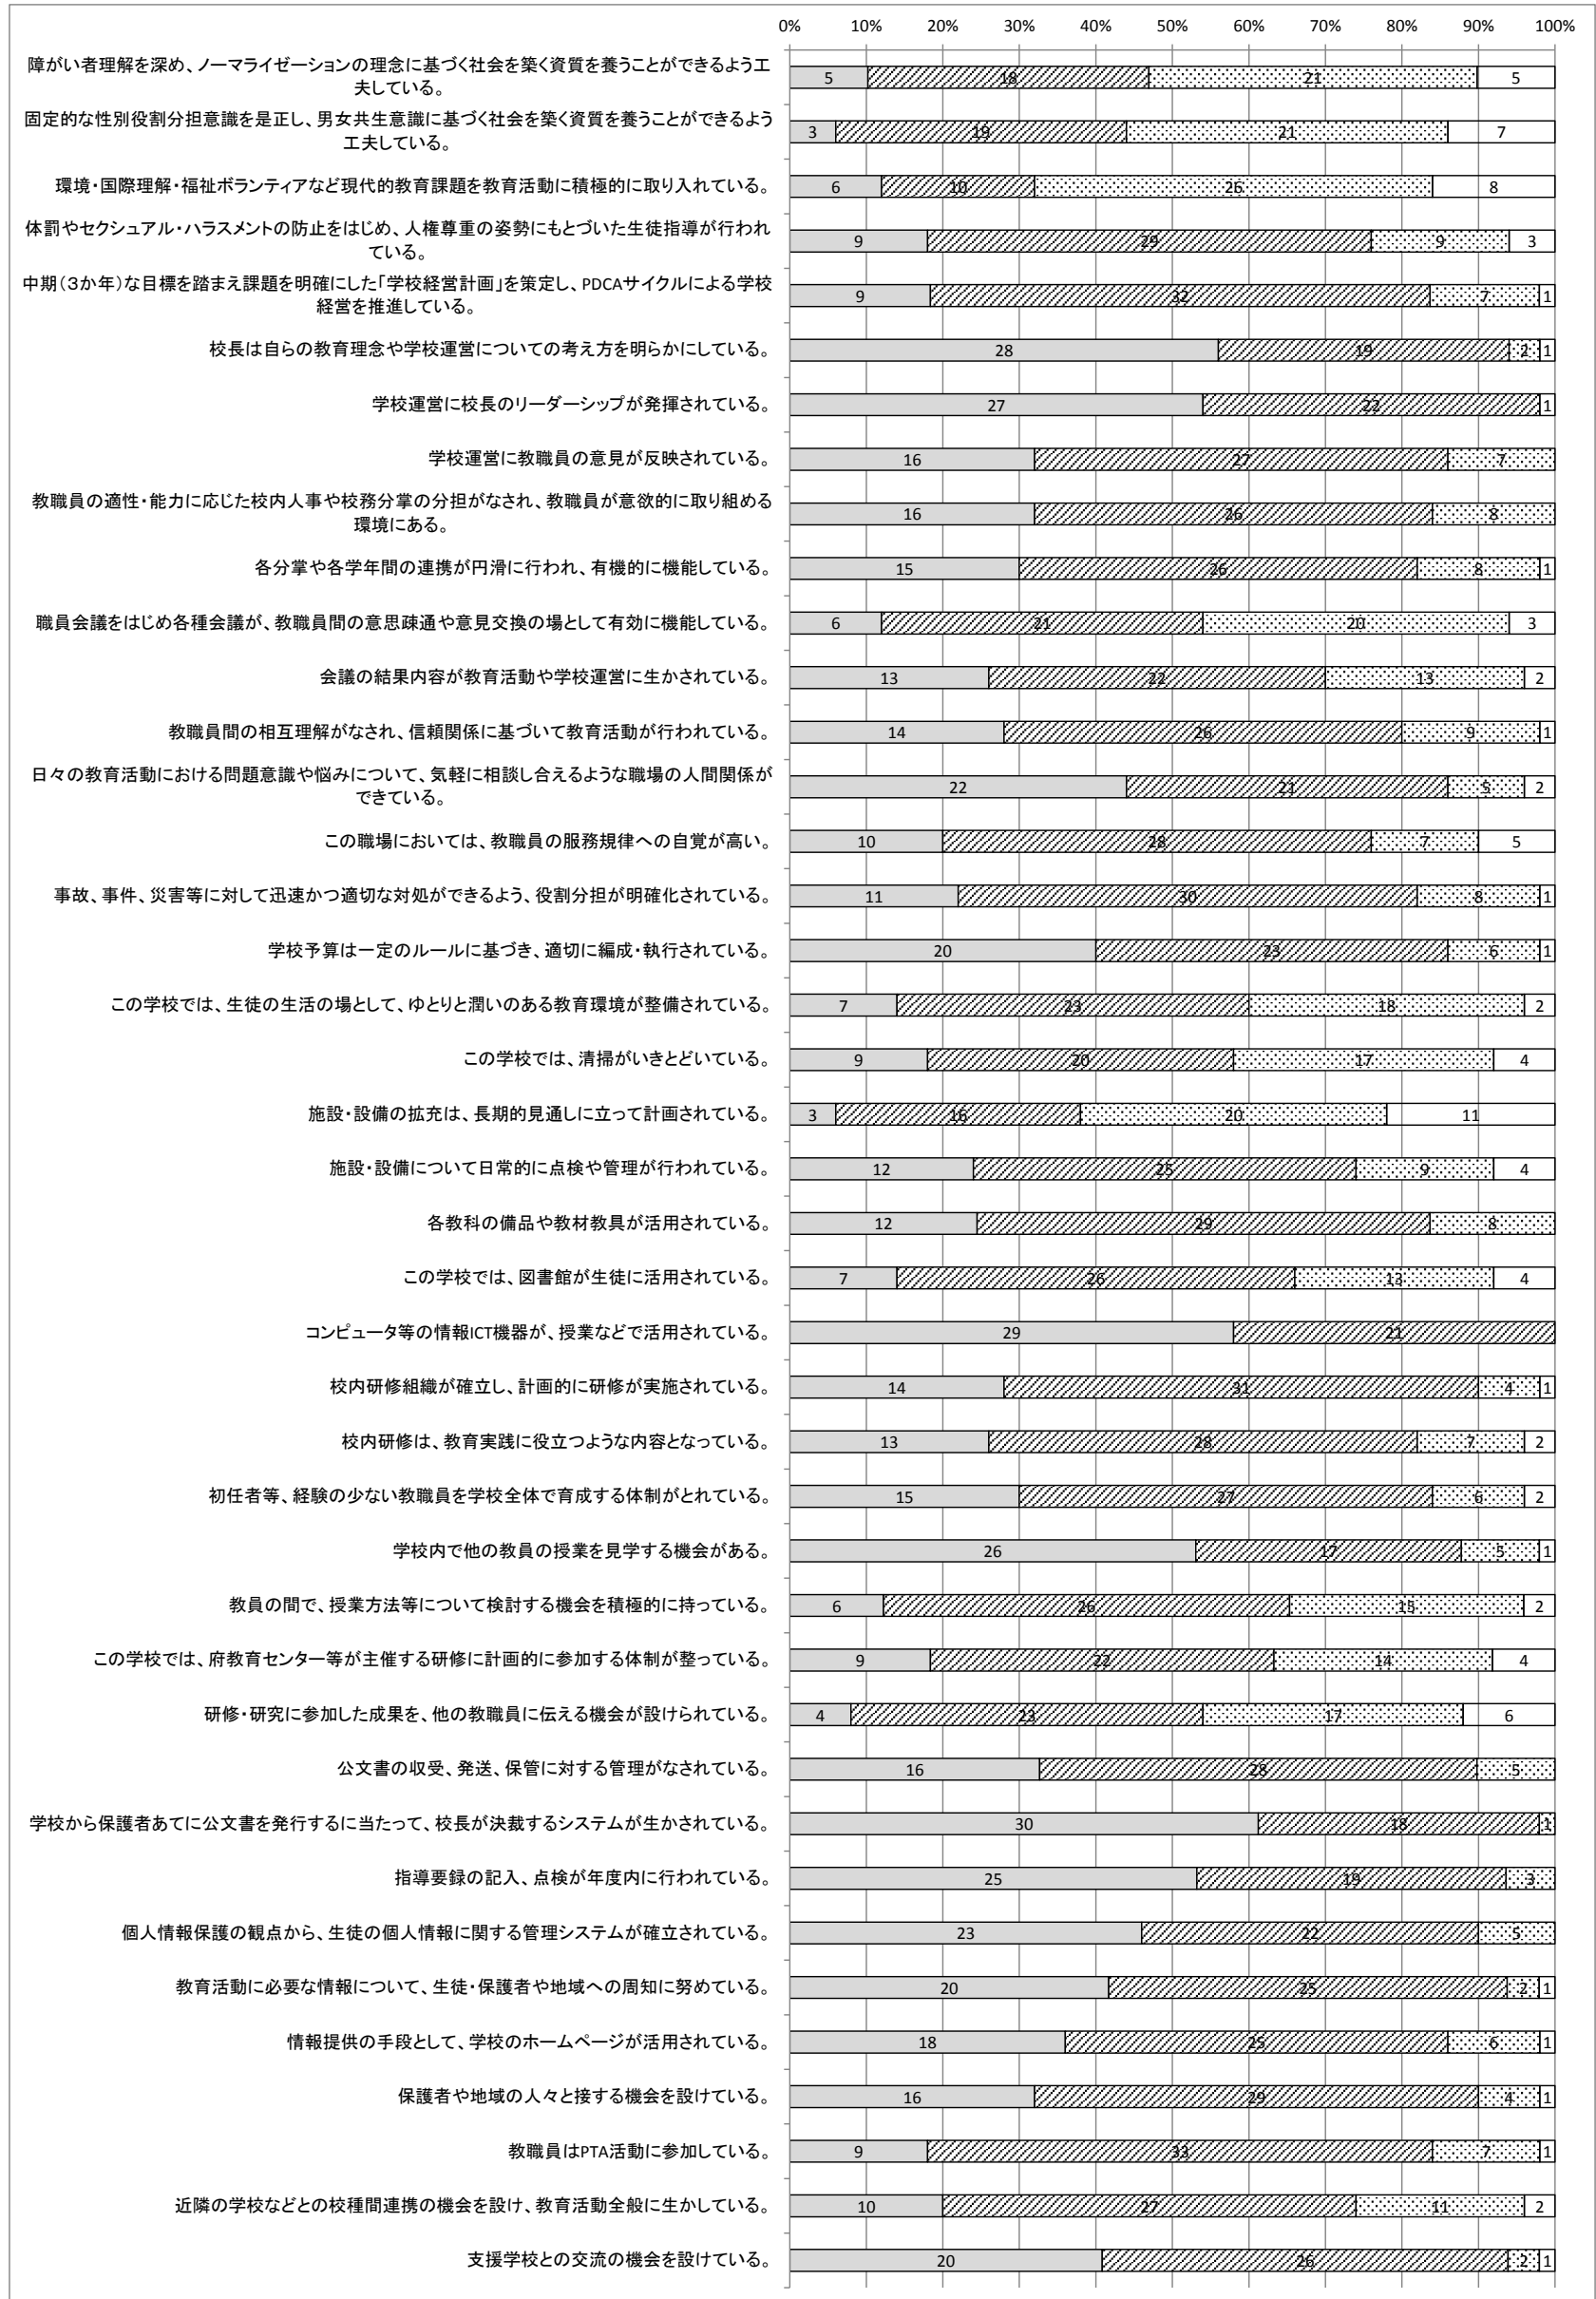 0% 10% 20% 30% 40% 50% 60% 70% 80% 90% 100%
障がい者理解を深め、ノーマライゼーションの理念に基づく社会を築く資質を養うことができるよう工
夫している。
5 18 21 5
固定的な性別役割分担意識を是正し、男女共生意識に基づく社会を築く資質を養うことができるよう
工夫している。
3 19 21 7
環境・国際理解・福祉ボランティアなど現代的教育課題を教育活動に積極的に取り入れている。
6 10 26 8
体罰やセクシュアル・ハラスメントの防止をはじめ、人権尊重の姿勢にもとづいた生徒指導が行われ
ている。
9 29 9 3
中期（３か年）な目標を踏まえ課題を明確にした「学校経営計画」を策定し、PDCAサイクルによる学校
経営を推進している。
9 32 7 1
校長は自らの教育理念や学校運営についての考え方を明らかにしている。
28 19 2 1
学校運営に校長のリーダーシップが発揮されている。
27 22 1
学校運営に教職員の意見が反映されている。
16 27 7
教職員の適性・能力に応じた校内人事や校務分掌の分担がなされ、教職員が意欲的に取り組める
環境にある。
16 26 8
各分掌や各学年間の連携が円滑に行われ、有機的に機能している。
15 26 8 1
職員会議をはじめ各種会議が、教職員間の意思疎通や意見交換の場として有効に機能している。
6 21 20 3
会議の結果内容が教育活動や学校運営に生かされている。
13 22 13 2
教職員間の相互理解がなされ、信頼関係に基づいて教育活動が行われている。
14 26 9 1
日々の教育活動における問題意識や悩みについて、気軽に相談し合えるような職場の人間関係が
できている。
22 21 5 2
この職場においては、教職員の服務規律への自覚が高い。
10 28 7 5
事故、事件、災害等に対して迅速かつ適切な対処ができるよう、役割分担が明確化されている。
11 30 8 1
学校予算は一定のルールに基づき、適切に編成・執行されている。
20 23 6 1
この学校では、生徒の生活の場として、ゆとりと潤いのある教育環境が整備されている。
7 23 18 2
この学校では、清掃がいきとどいている。
9 20 17 4
施設・設備の拡充は、長期的見通しに立って計画されている。
3 16 20 11
施設・設備について日常的に点検や管理が行われている。
12 25 9 4
各教科の備品や教材教具が活用されている。
12 29 8
この学校では、図書館が生徒に活用されている。
7 26 13 4
コンピュータ等の情報ICT機器が、授業などで活用されている。
29 21
校内研修組織が確立し、計画的に研修が実施されている。
14 31 4 1
校内研修は、教育実践に役立つような内容となっている。
13 28 7 2
初任者等、経験の少ない教職員を学校全体で育成する体制がとれている。
15 27 6 2
学校内で他の教員の授業を見学する機会がある。
26 17 5 1
教員の間で、授業方法等について検討する機会を積極的に持っている。
6 26 15 2
この学校では、府教育センター等が主催する研修に計画的に参加する体制が整っている。
9 22 14 4
研修・研究に参加した成果を、他の教職員に伝える機会が設けられている。
4 23 17 6
公文書の収受、発送、保管に対する管理がなされている。
16 28 5
学校から保護者あてに公文書を発行するに当たって、校長が決裁するシステムが生かされている。
30 18 1
指導要録の記入、点検が年度内に行われている。
25 19 3
個人情報保護の観点から、生徒の個人情報に関する管理システムが確立されている。
23 22 5
教育活動に必要な情報について、生徒・保護者や地域への周知に努めている。
20 25 2 1
情報提供の手段として、学校のホームページが活用されている。
18 25 6 1
保護者や地域の人々と接する機会を設けている。
16 29 4 1
教職員はPTA活動に参加している。
9 33 7 1
近隣の学校などとの校種間連携の機会を設け、教育活動全般に生かしている。
10 27 11 2
支援学校との交流の機会を設けている。
20 26 2 1